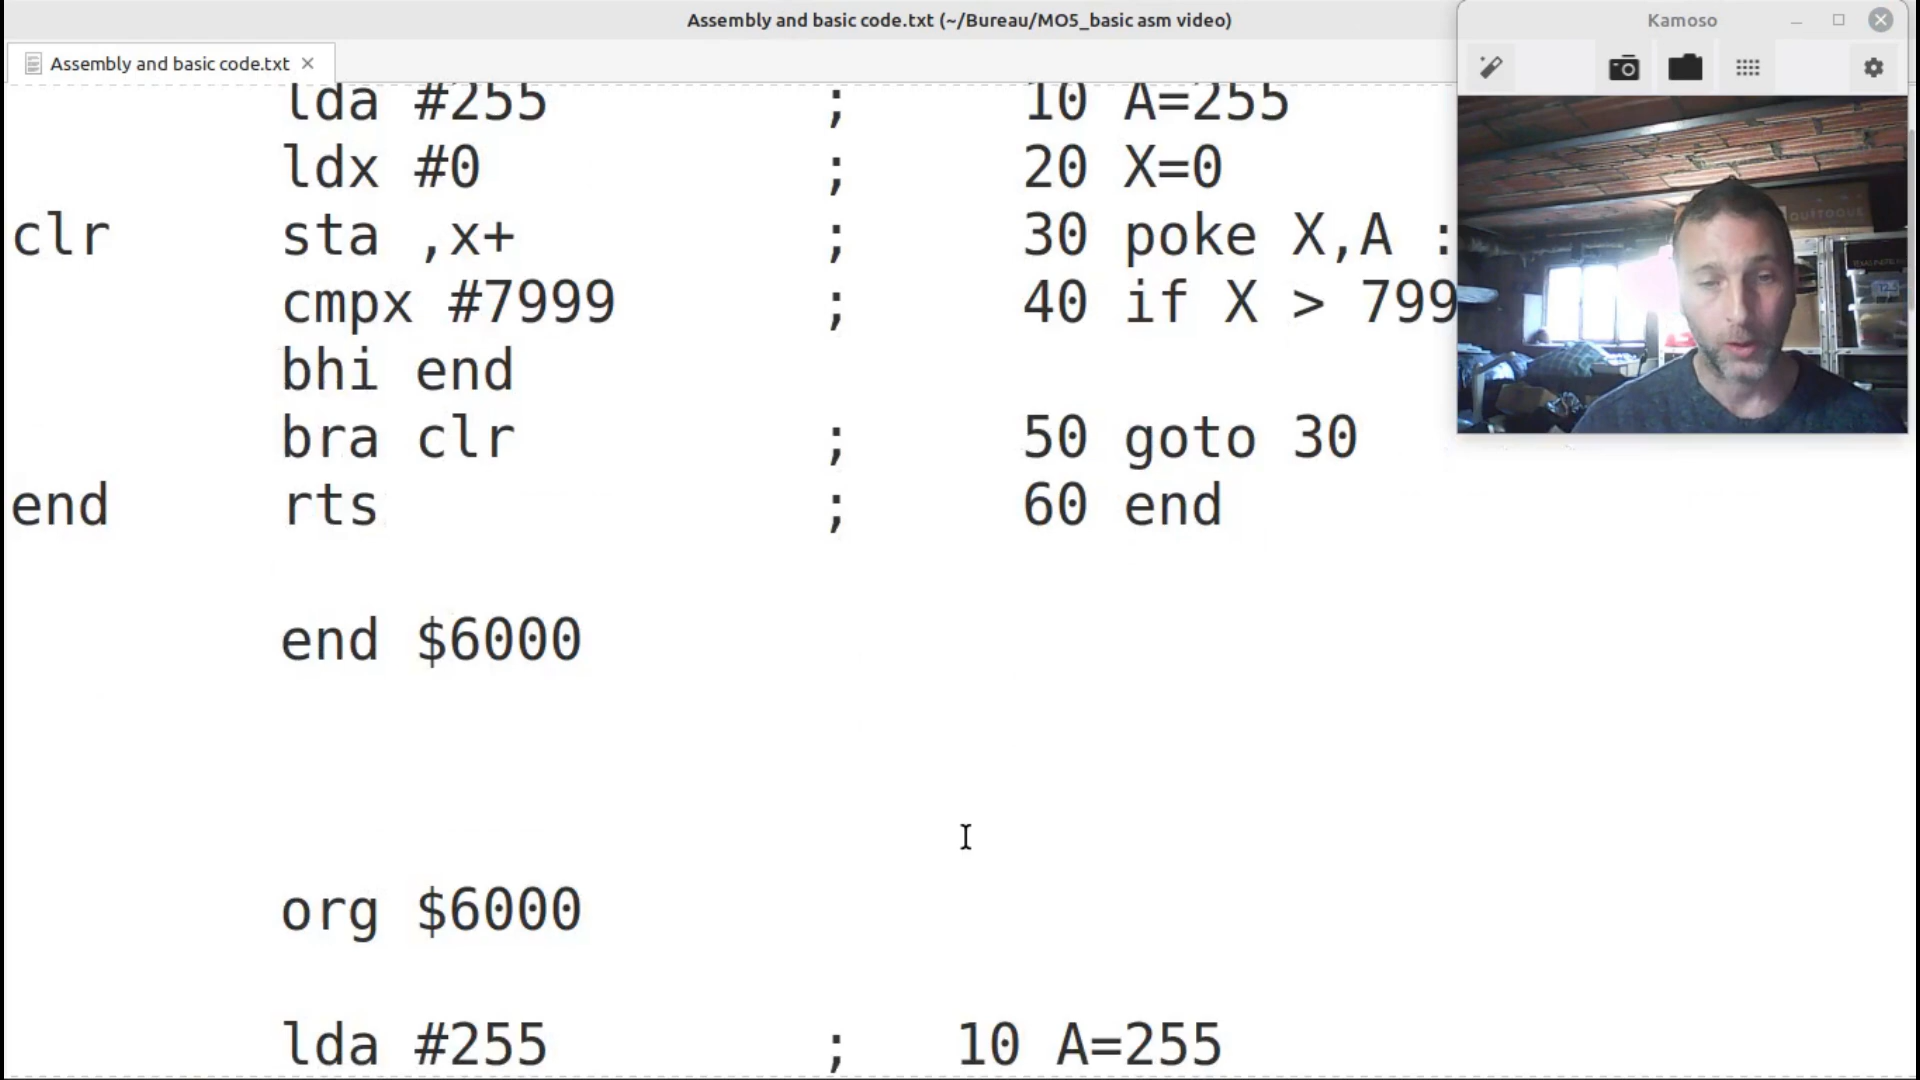 Assembly and basic code.txt (~/Bureau/MO5_basic asm video)
Kamoso
Assembly and basic code.txt
lda #255 ; 10 A=255
ldx #0 ; 20 X=0
clr sta ,x+ ; 30 poke X,A :
cmpx #7999 ; 40 if X > 799
bhi end
bra clr ; 50 goto 30
end rts ; 60 end
end $6000
org $6000
lda #255 ; 10 A=255